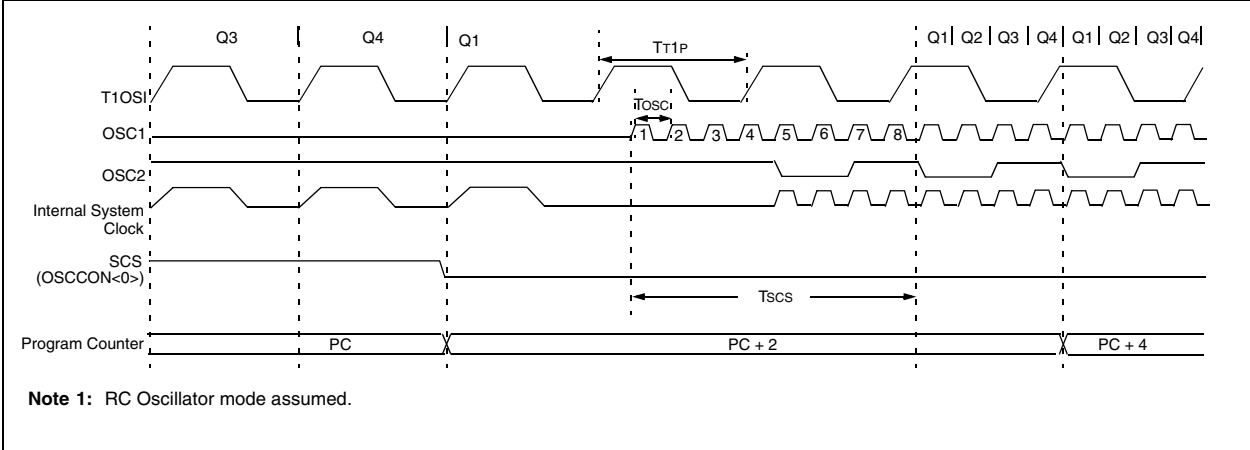 Q3 Q4 Q1 Q1 Q2 Q3 Q4 Q1 Q2 Q3 Q4
TT1P
T1OSI
TOSC
OSC1 1 2 3 4 5 6 7 8
OSC2
Internal System
Clock
SCS
(OSCCON<0>)
TSCS
Program Counter PC PC + 2 PC + 4
Note 1: RC Oscillator mode assumed.